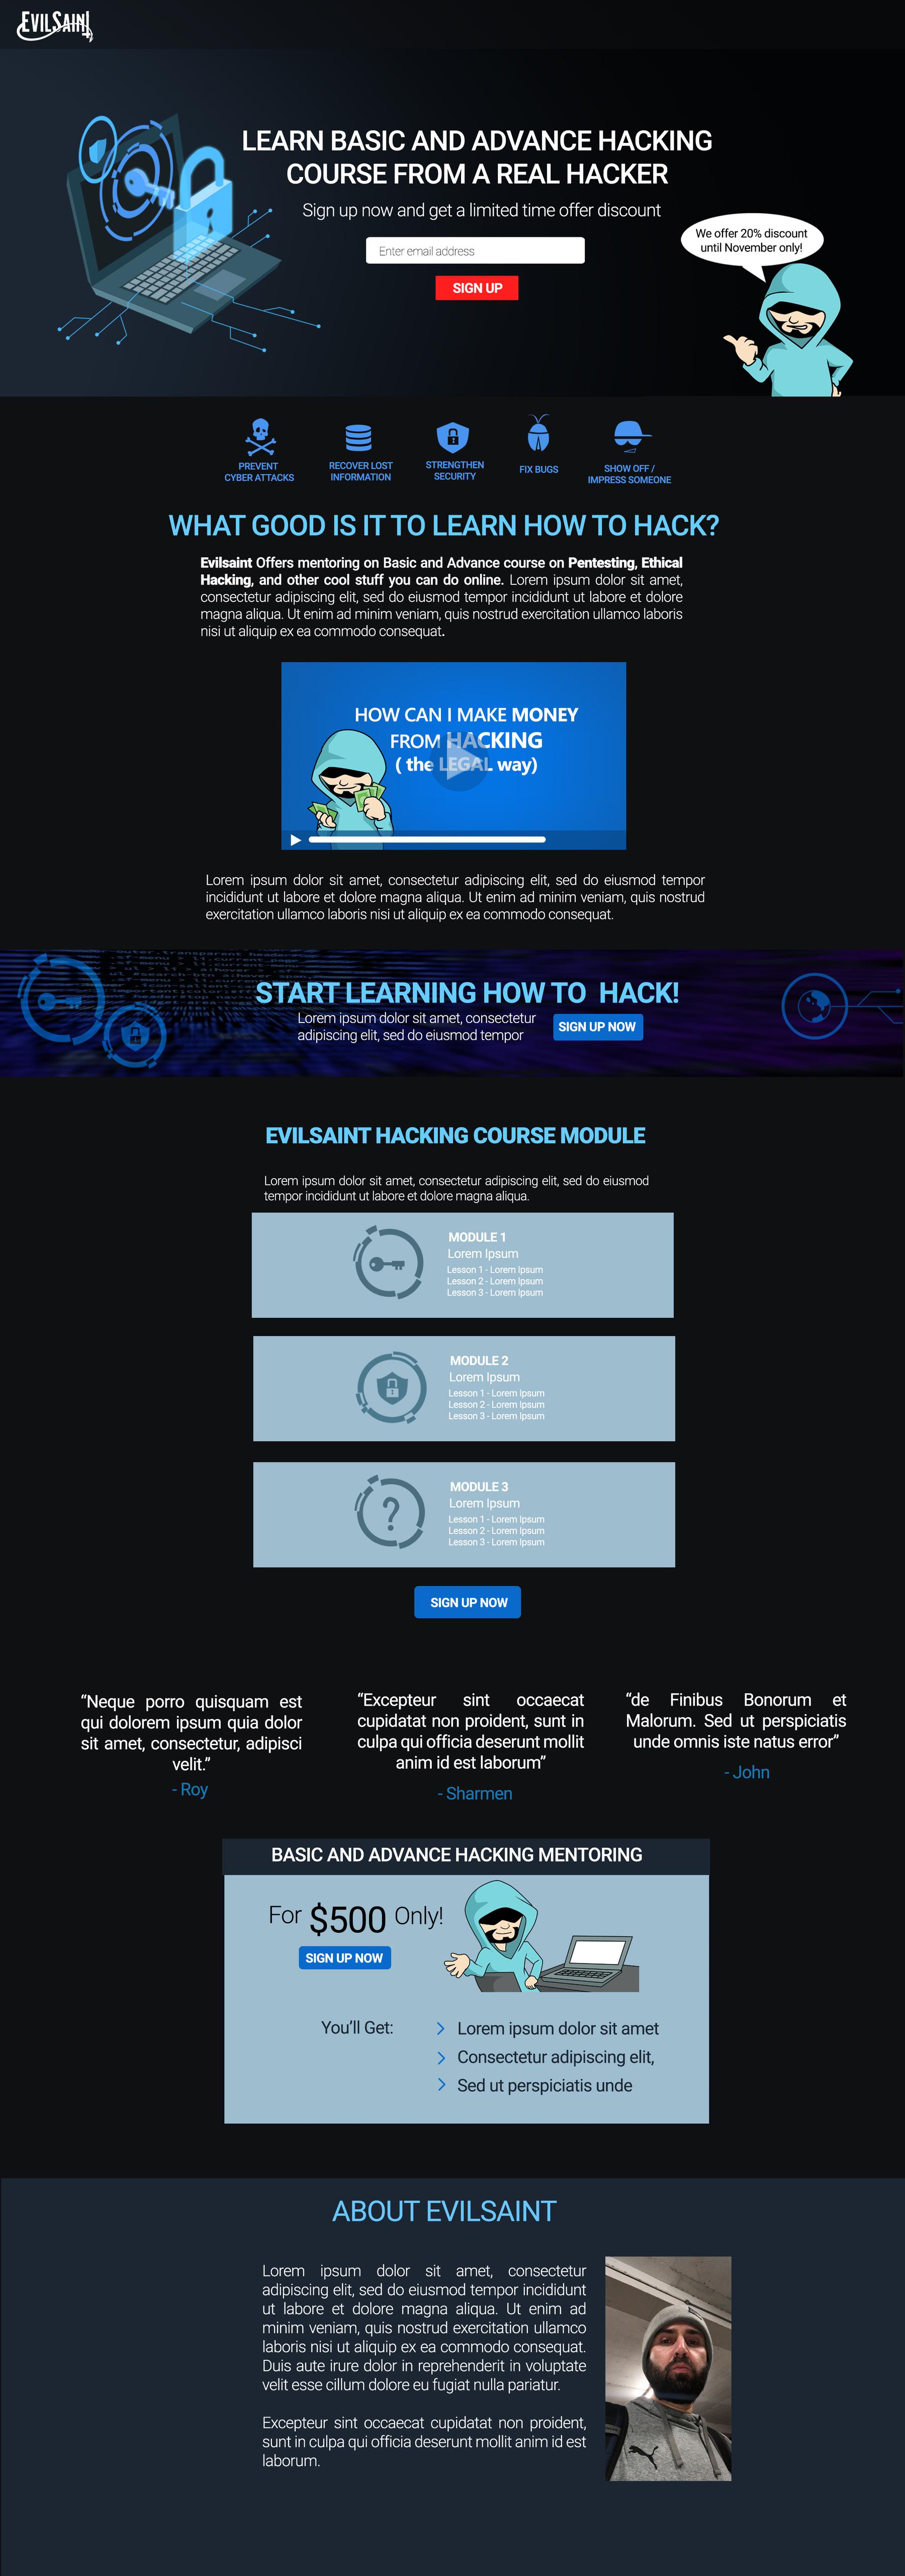 EVILSAINT
LEARN BASIC AND ADVANCE HACKING
COURSE FROM A REAL HACKER
Sign up now and get a limited time offer discount
Enter email address
SIGN UP
We offer 20% discount
until November only!
PREVENT
CYBER ATTACKS
RECOVER LOST
INFORMATION
STRENGTHEN
SECURITY
FIX BUGS
SHOW OFF /
IMPRESS SOMEONE
WHAT GOOD IS IT TO LEARN HOW TO HACK?
Evilsaint Offers mentoring on Basic and Advance course on Pentesting, Ethical
Hacking, and other cool stuff you can do online. Lorem ipsum dolor sit amet,
consectetur adipiscing elit, sed do eiusmod tempor incididunt ut labore et dolore
magna aliqua. Ut enim ad minim veniam, quis nostrud exercitation ullamco laboris
nisi ut aliquip ex ea commodo consequat.
HOW CAN I MAKE MONEY
FROM HACKING
( the LEGAL way)
Lorem ipsum dolor sit amet, consectetur adipiscing elit, sed do eiusmod tempor
incididunt ut labore et dolore magna aliqua. Ut enim ad minim veniam, quis nostrud
exercitation ullamco laboris nisi ut aliquip ex ea commodo consequat.
START LEARNING HOW TO HACK!
Lorem ipsum dolor sit amet, consectetur
adipiscing elit, sed do eiusmod tempor
SIGN UP NOW
EVILSAINT HACKING COURSE MODULE
Lorem ipsum dolor sit amet, consectetur adipiscing elit, sed do eiusmod
tempor incididunt ut labore et dolore magna aliqua.
MODULE 1
Lorem Ipsum
Lesson 1 - Lorem Ipsum
Lesson 2 - Lorem Ipsum
Lesson 3 - Lorem Ipsum
MODULE 2
Lorem Ipsum
Lesson 1 - Lorem Ipsum
Lesson 2 - Lorem Ipsum
Lesson 3 - Lorem Ipsum
MODULE 3
Lorem Ipsum
Lesson 1 - Lorem Ipsum
Lesson 2 - Lorem Ipsum
Lesson 3 - Lorem Ipsum
SIGN UP NOW
“Neque porro quisquam est
qui dolorem ipsum quia dolor
sit amet, consectetur, adipisci
velit.”
- Roy
“Excepteur sint occaecat
cupidatat non proident, sunt in
culpa qui officia deserunt mollit
anim id est laborum”
- Sharmen
“de Finibus Bonorum et
Malorum. Sed ut perspiciatis
unde omnis iste natus error”
- John
BASIC AND ADVANCE HACKING MENTORING
For $500 Only!
SIGN UP NOW
You’ll Get:
Lorem ipsum dolor sit amet
Consectetur adipiscing elit,
Sed ut perspiciatis unde
ABOUT EVILSAINT
Lorem ipsum dolor sit amet, consectetur
adipiscing elit, sed do eiusmod tempor incididunt
ut labore et dolore magna aliqua. Ut enim ad
minim veniam, quis nostrud exercitation ullamco
laboris nisi ut aliquip ex ea commodo consequat.
Duis aute irure dolor in reprehenderit in voluptate
velit esse cillum dolore eu fugiat nulla pariatur.
Excepteur sint occaecat cupidatat non proident,
sunt in culpa qui officia deserunt mollit anim id est
laborum.